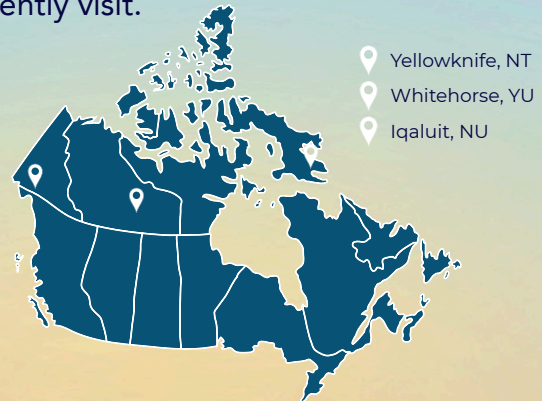 ently visit.
Yellowknife, NT
Whitehorse, YU
Iqaluit, NU